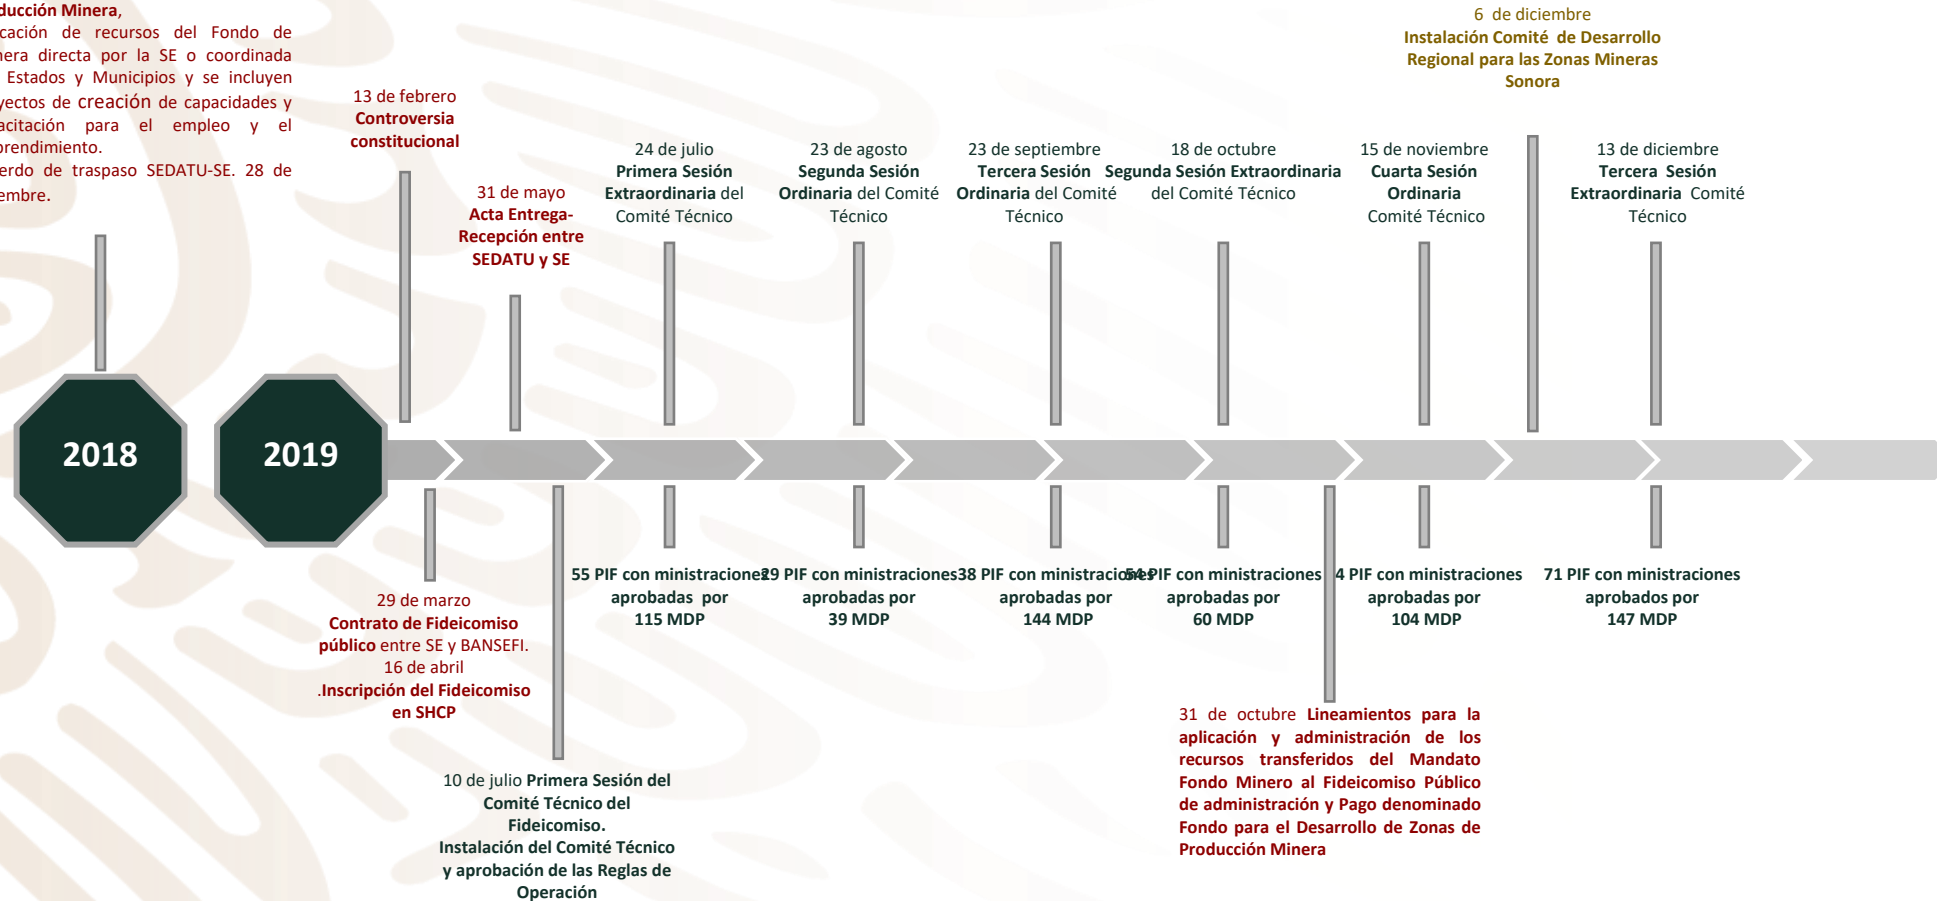 Minera,
de recursos del Fondo de
directa por la SE o coordinada
Estados y Municipios y se incluyen
de creación de capacidades y
para el empleo y el
de traspaso SEDATU-SE. 28 de
2018
2019
13 de febrero
Controversia
constitucional
31 de mayo
Acta Entrega-
Recepción entre
SEDATU y SE
24 de julio
Primera Sesión
Extraordinaria del
Comité Técnico
23 de agosto
Segunda Sesión
Ordinaria del Comité
Técnico
23 de septiembre
Tercera Sesión
Ordinaria del Comité
Técnico
18 de octubre
Segunda Sesión Extraordinaria
del Comité Técnico
15 de noviembre
Cuarta Sesión
Ordinaria
Comité Técnico
6 de diciembre
Instalación Comité de Desarrollo
Regional para las Zonas Mineras
Sonora
13 de diciembre
Tercera Sesión
Extraordinaria Comité
Técnico
29 de marzo
Contrato de Fideicomiso
público entre SE y BANSEFI.
16 de abril
.Inscripción del Fideicomiso
en SHCP
10 de julio Primera Sesión del
Comité Técnico del
Fideicomiso.
Instalación del Comité Técnico
y aprobación de las Reglas de
Operación
55 PIF con ministraciones
aprobadas por
115 MDP
29 PIF con ministraciones
aprobadas por
39 MDP
38 PIF con ministraciones
aprobadas por
144 MDP
PIF con ministraciones
aprobadas por
60 MDP
31 de octubre Lineamientos para la
aplicación y administración de los
recursos transferidos del Mandato
Fondo Minero al Fideicomiso Público
de administración y Pago denominado
Fondo para el Desarrollo de Zonas de
Producción Minera
PIF con ministraciones
aprobadas por
104 MDP
71 PIF con ministraciones
aprobados por
147 MDP